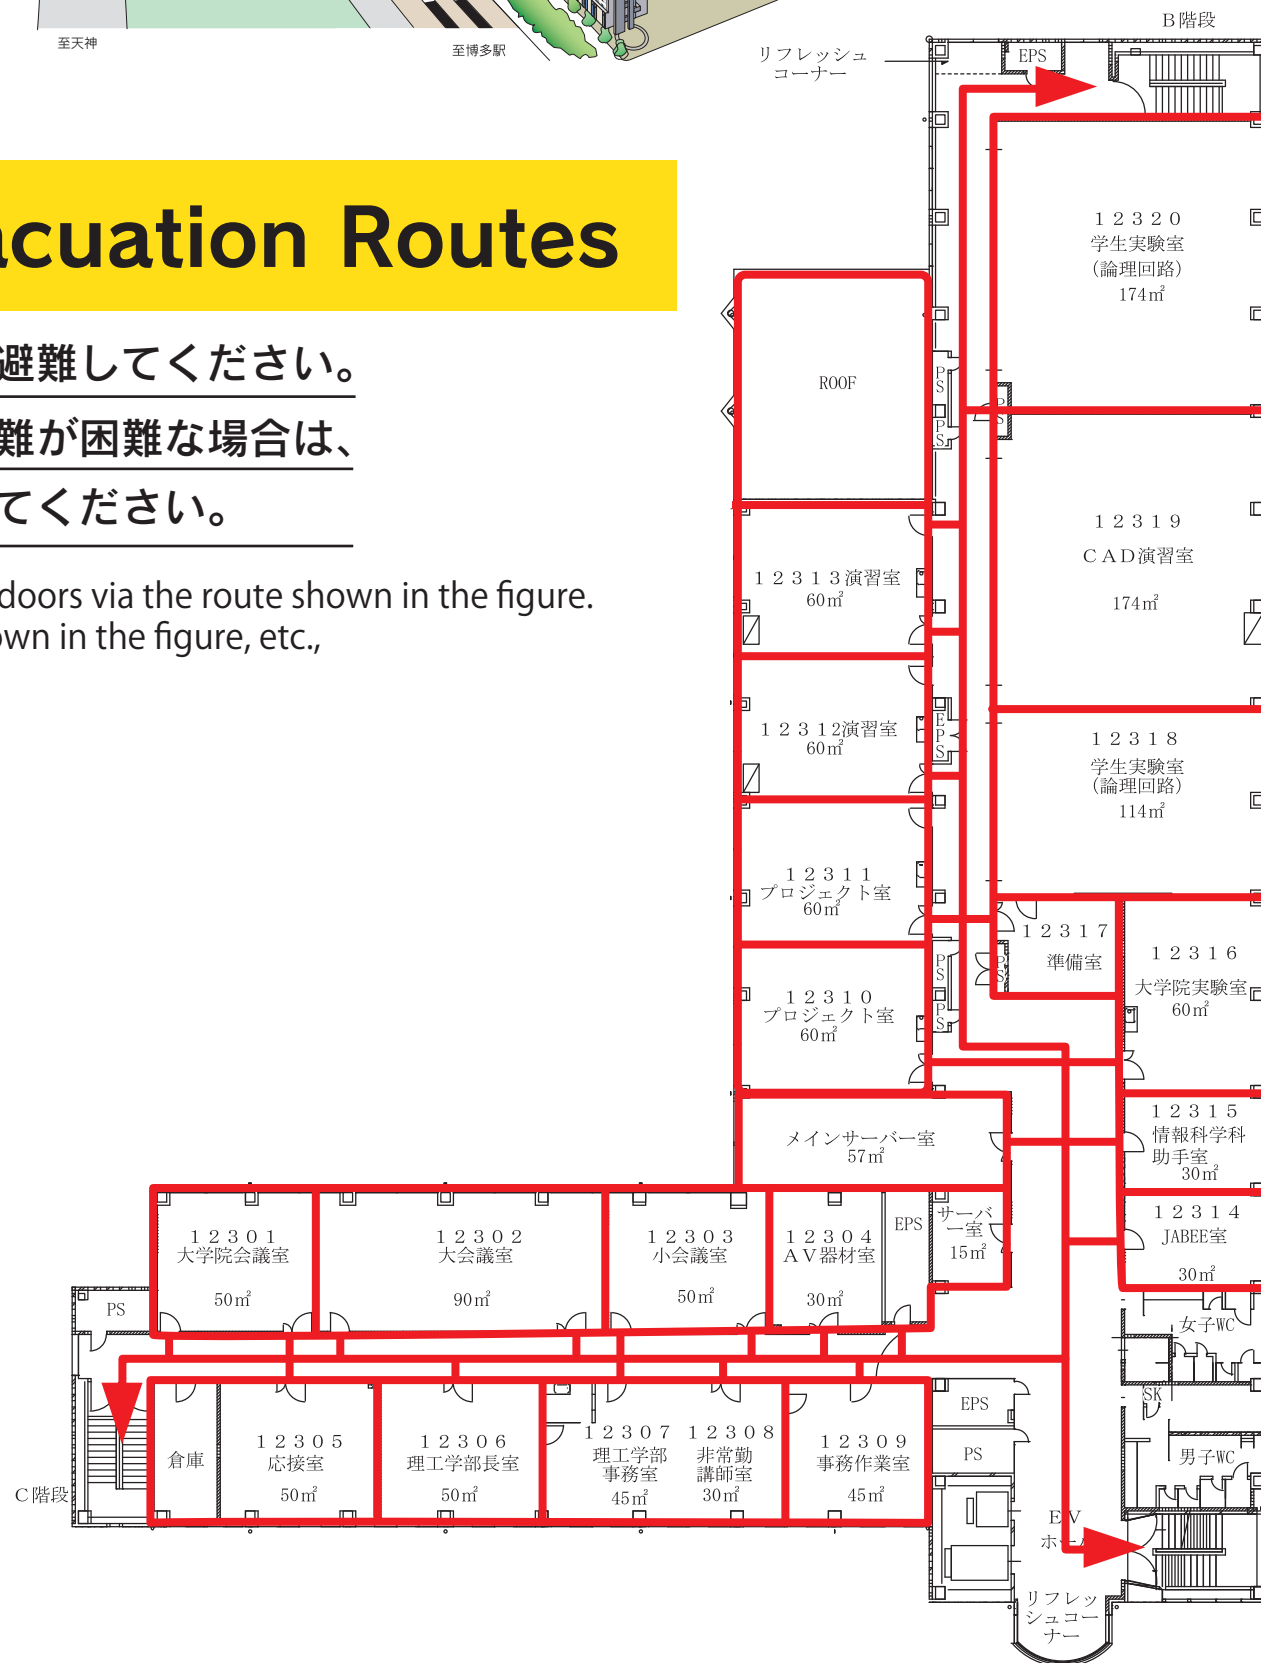 至天神
至博多駅
B階段
リフレッシュ
コーナー
EPS
acuation Routes
避難してください。
難が困難な場合は、
てください。
doors via the route shown in the figure.
own in the figure, etc.,
１２３２０
学生実験室
（論理回路）
174㎡
ROOF
PS
PS
PS
１２３１９
ＣＡＤ演習室
174㎡
１２３１３演習室
60㎡
１２３１２演習室
60㎡
EPS
１２３１８
学生実験室
（論理回路）
114㎡
１２３１１
プロジェクト室
60㎡
１２３１７
準備室
１２３１６
大学院実験室
60㎡
PS
PS
PS
１２３１０
プロジェクト室
60㎡
メインサーバー室
57㎡
１２３１５
情報科学科
助手室
30㎡
１２３１４
JABEE室
30㎡
１２３０１
大学院会議室
50㎡
１２３０２
大会議室
90㎡
１２３０３
小会議室
50㎡
１２３０４
ＡＶ器材室
30㎡
EPS
サーバ
ー室
15㎡
PS
女子WC
SK
男子WC
EPS
PS
倉庫
１２３０５
応接室
50㎡
１２３０６
理工学部長室
50㎡
１２３０７
理工学部
事務室
45㎡
１２３０８
非常勤
講師室
30㎡
１２３０９
事務作業室
45㎡
C階段
EV
ホール
リフレッ
シュコー
ナー